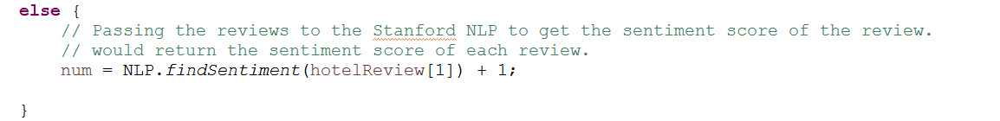 else {
// Passing the reviews to the Stanford NLP to get the sentiment score of the review.
// would return the sentiment score of each review.
num = NLP.findSentiment(hotelReview[1]) + 1;
}